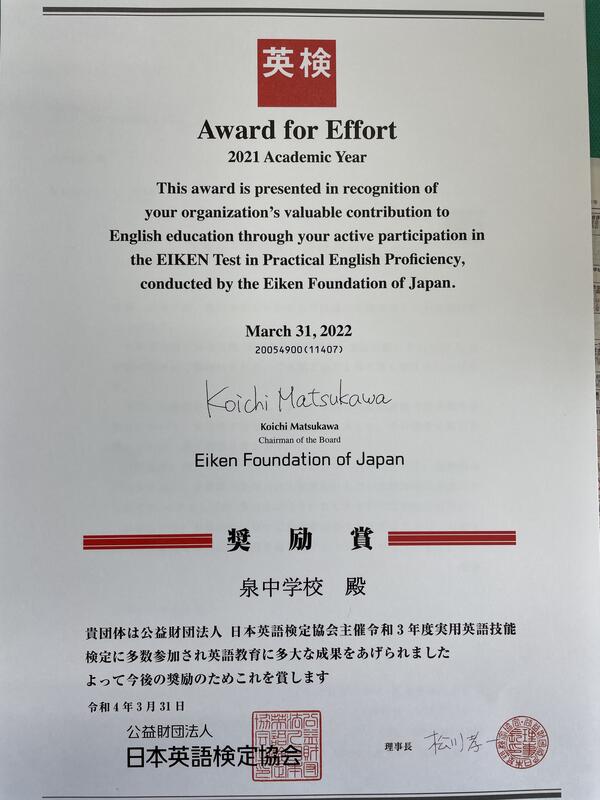 英検
Award for Effort
2021 Academic Year
This award is presented in recognition of
your organization's valuable contribution to
English education through your active participation in
the EIKEN Test in Practical English Proficiency,
conducted by the Eiken Foundation of Japan.
March 31, 2022
20054900(11407)
Koichi Matsukawa
Koichi Matsukawa
Chairman of the Board
Eiken Foundation of Japan
奨励賞
泉中学校 殿
貴団体は公益財団法人 日本英語検定協会主催令和3年度実用英語技能
検定に多数参加され英語教育に多大な成果をあげられました
よって今後の奨励のためこれを賞します
令和4年3月31日
公益財団法人
日本英語検定協会
理事長 松川孝一